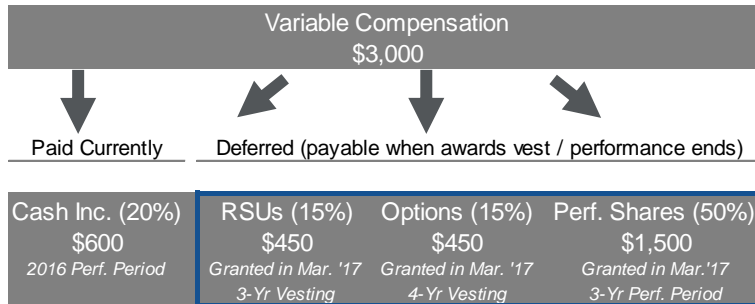 Variable Compensation
$3,000
Paid Currently
Deferred (payable when awards vest / performance ends)
Cash Inc. (20%)
$600
2016 Perf. Period
RSUs (15%)
$450
Granted in Mar. '17
3-Yr Vesting
Options (15%)
$450
Granted in Mar. '17
4-Yr Vesting
Perf. Shares (50%)
$1,500
Granted in Mar.'17
3-Yr Perf. Period